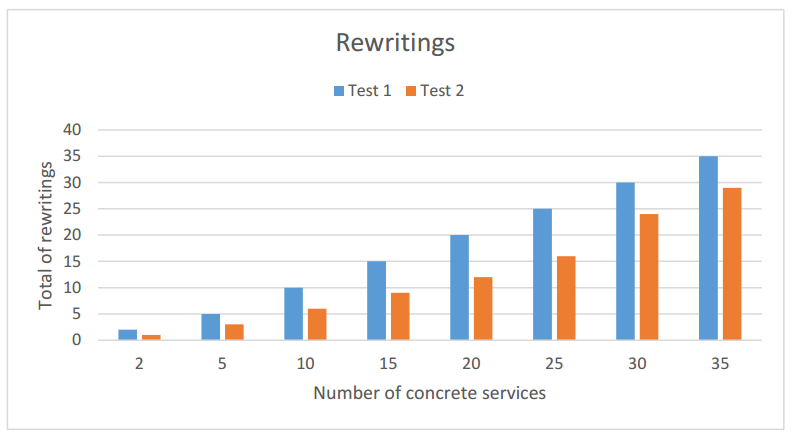 Rewritings
Test 1 Test 2
Total of rewritings
40
35
30
25
20
15
10
5
0
2 5 10 15 20 25 30 35
Number of concrete services